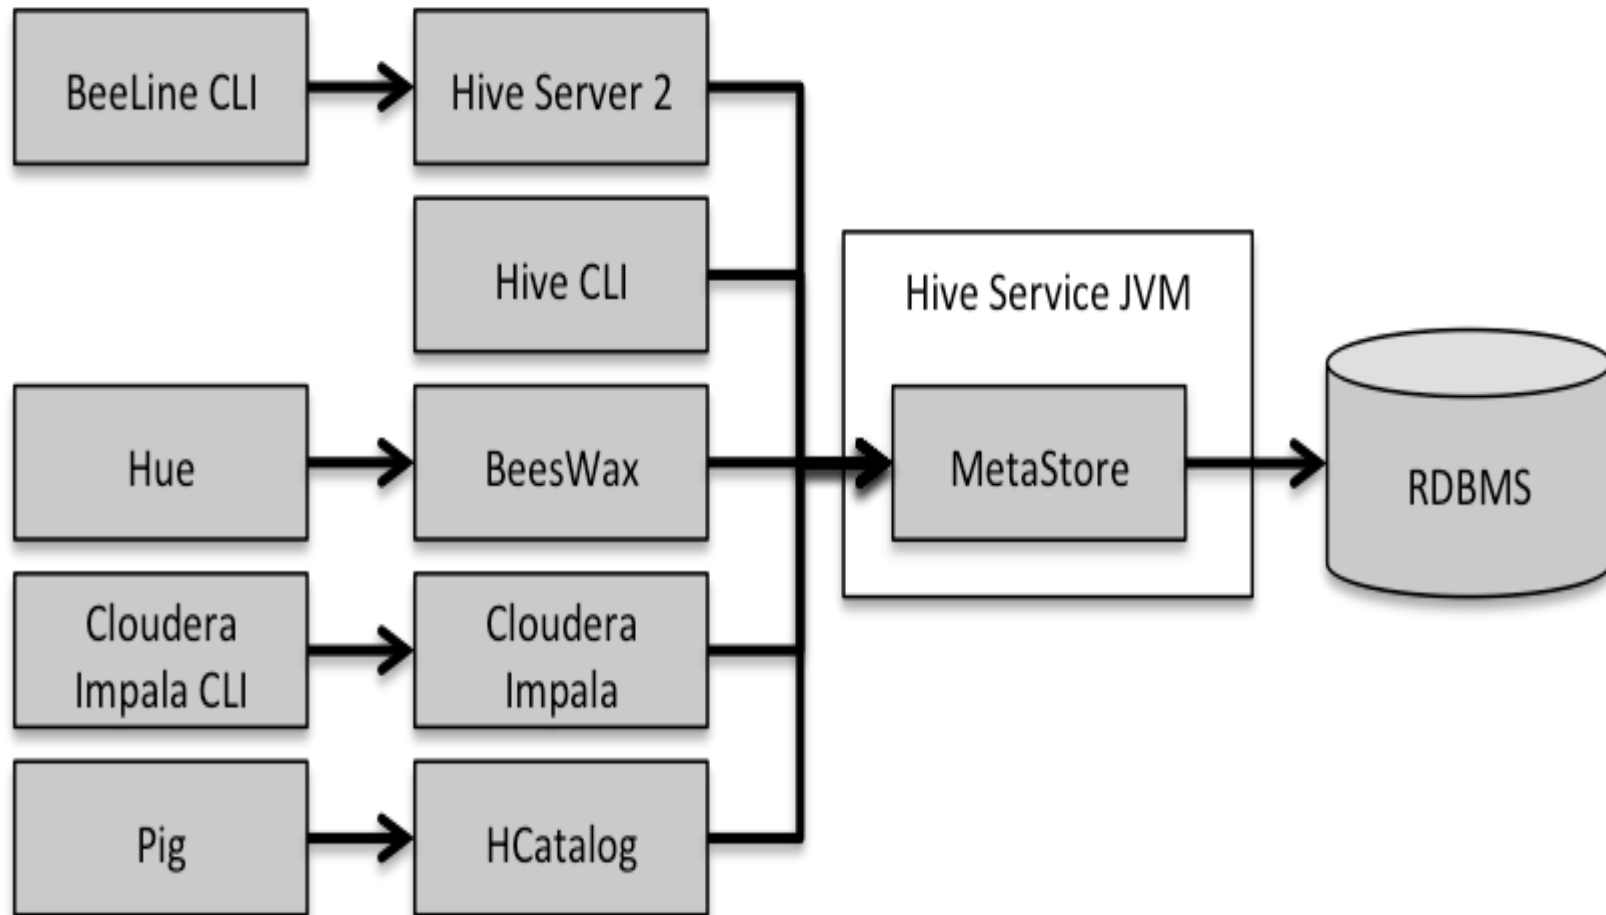 BeeLine CLI
Hive Server 2
Hive CLI
Hive Service JVM
Hue
BeesWax
MetaStore
RDBMS
Cloudera
Impala CLI
Cloudera
Impala
Pig
HCatalog